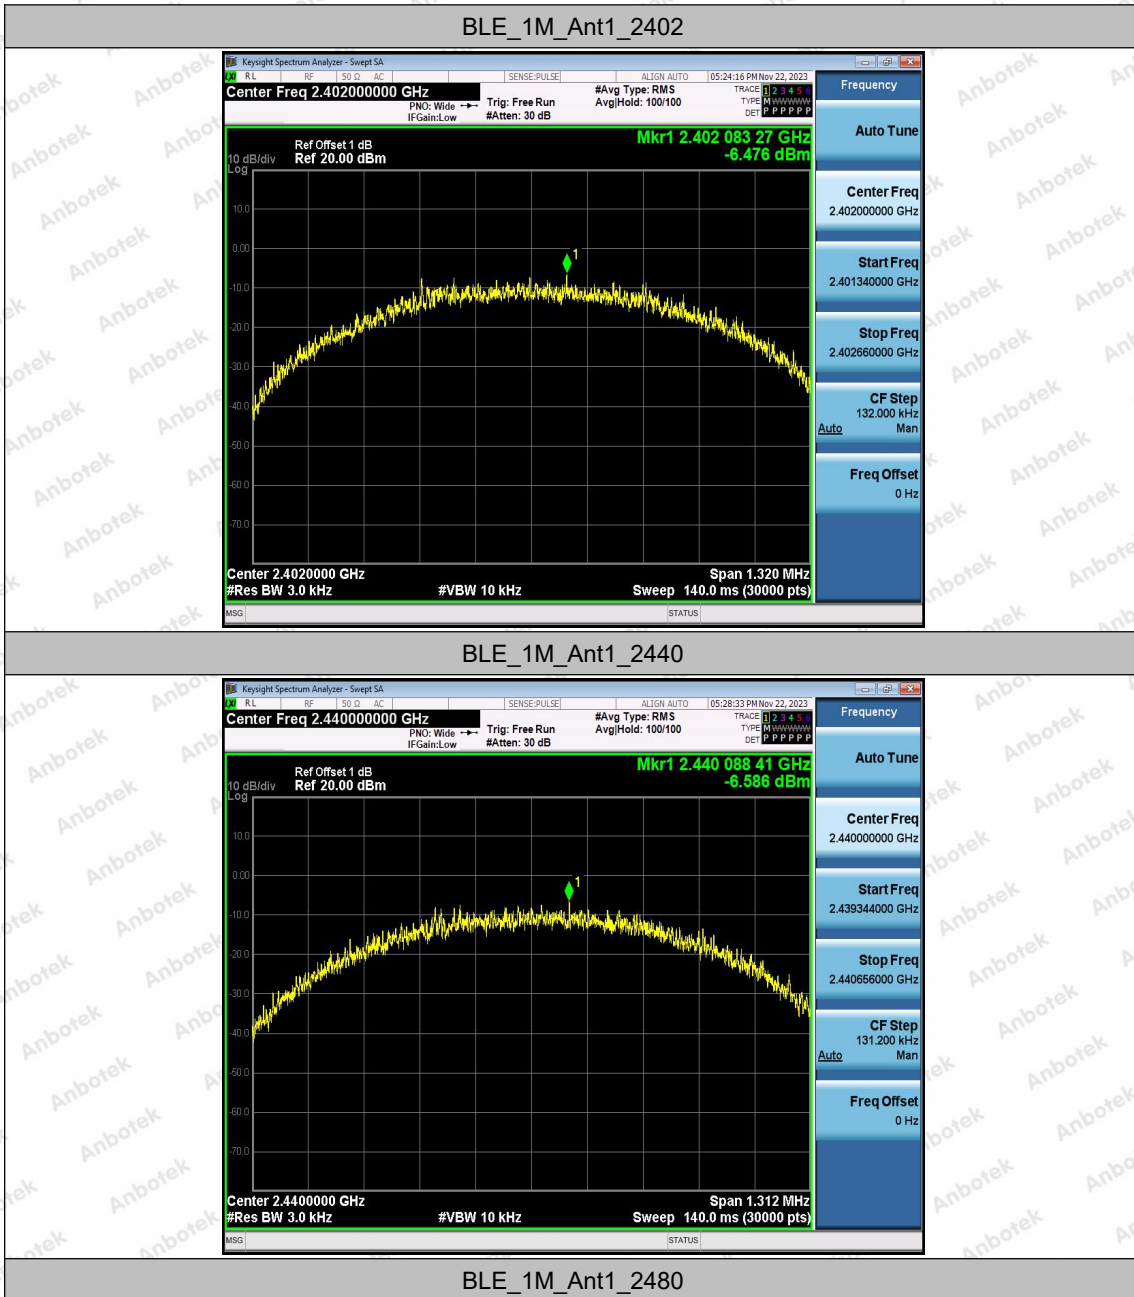 BLE_1M_Ant1_2402
Keysight Spectrum Analyzer - Swept SA
LXI RL RF 50 Ω AC SENSE:PULSE ALIGN AUTO 05:24:16 PM Nov 22, 2023
Center Freq 2.402000000 GHz
PNO: Wide
IFGain:Low
Trig: Free Run
#Atten: 30 dB
#Avg Type: RMS
Avg|Hold: 100/100
TRACE 1 2 3 4 5 6
TYPE M WWWWW
DET P P P P P P
Frequency
Auto Tune
Center Freq
2.402000000 GHz
Start Freq
2.401340000 GHz
Stop Freq
2.402660000 GHz
CF Step
132.000 kHz
Auto Man
Freq Offset
0 Hz
Mkr1 2.402 083 27 GHz
-6.476 dBm
Ref Offset 1 dB
10 dB/div Ref 20.00 dBm
Log
10.0
0.00
-10.0
-20.0
-30.0
-40.0
-50.0
-60.0
-70.0
1
Center 2.4020000 GHz Span 1.320 MHz
#Res BW 3.0 kHz #VBW 10 kHz Sweep 140.0 ms (30000 pts)
MSG STATUS
BLE_1M_Ant1_2440
Keysight Spectrum Analyzer - Swept SA
LXI RL RF 50 Ω AC SENSE:PULSE ALIGN AUTO 05:28:33 PM Nov 22, 2023
Center Freq 2.440000000 GHz
PNO: Wide
IFGain:Low
Trig: Free Run
#Atten: 30 dB
#Avg Type: RMS
Avg|Hold: 100/100
TRACE 1 2 3 4 5 6
TYPE M WWWWW
DET P P P P P P
Frequency
Auto Tune
Center Freq
2.440000000 GHz
Start Freq
2.439344000 GHz
Stop Freq
2.440656000 GHz
CF Step
131.200 kHz
Auto Man
Freq Offset
0 Hz
Mkr1 2.440 088 41 GHz
-6.586 dBm
Ref Offset 1 dB
10 dB/div Ref 20.00 dBm
Log
10.0
0.00
-10.0
-20.0
-30.0
-40.0
-50.0
-60.0
-70.0
1
Center 2.4400000 GHz Span 1.312 MHz
#Res BW 3.0 kHz #VBW 10 kHz Sweep 140.0 ms (30000 pts)
MSG STATUS
BLE_1M_Ant1_2480
Anbotek